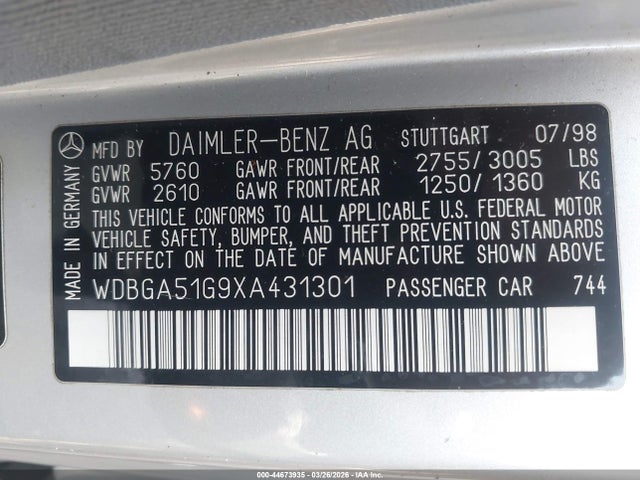 MADE IN GERMANY
MFD BY DAIMLER-BENZ AG STUTTGART 07/98
GVWR 5760 GAWR FRONT/REAR 2755/3005 LBS
GVWR 2610 GAWR FRONT/REAR 1250/1360 KG
THIS VEHICLE CONFORMS TO ALL APPLICABLE U.S. FEDERAL MOTOR
VEHICLE SAFETY, BUMPER, AND THEFT PREVENTION STANDARDS
IN EFFECT ON THE DATE OF MANUFACTURE SHOWN ABOVE
WDBGA51G9XA431301 PASSENGER CAR 744
000-44673935 - 03/26/2026 - IAA Inc.